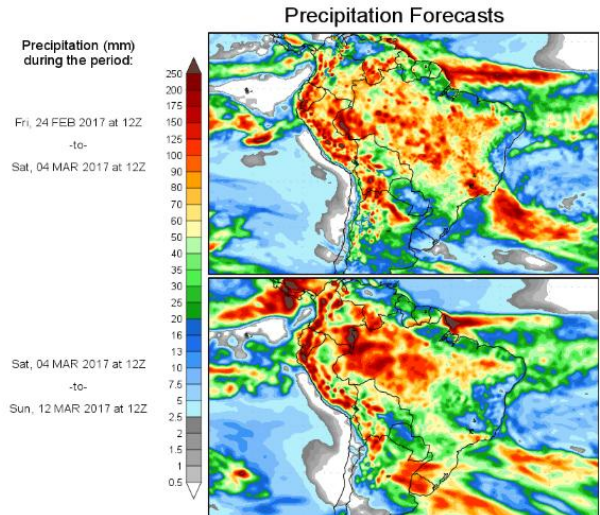 Precipitation Forecasts
Precipitation (mm)
during the period:
Fri, 24 FEB 2017 at 12Z
-to-
Sat, 04 MAR 2017 at 12Z
Sat, 04 MAR 2017 at 12Z
-to-
Sun, 12 MAR 2017 at 12Z
250
200
175
150
125
100
90
80
70
60
50
40
35
30
25
20
16
13
10
7.5
5
2.5
2
1.5
1
0.5